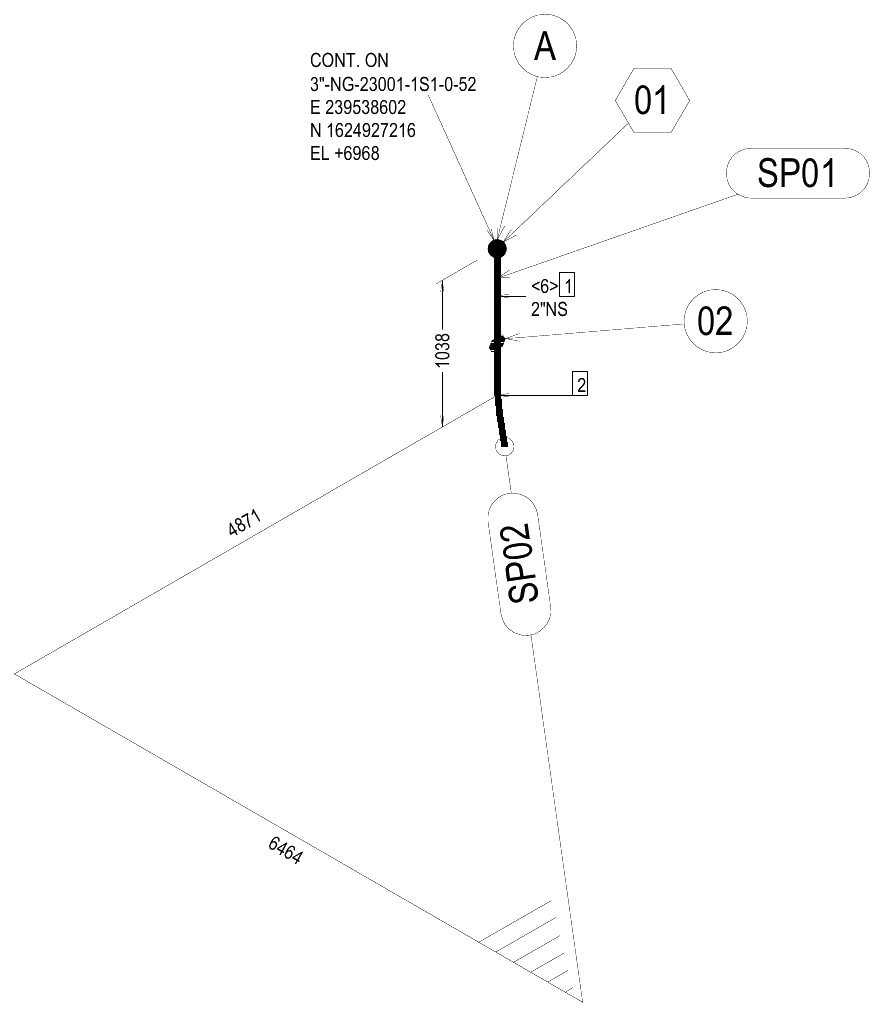 A
CONT. ON
3"-NG-23001-1S1-0-52
E 239538602
N 1624927216
EL +6968
01
SP01
<6> 1
2"NS
02
1038
2
4871
SP02
6464